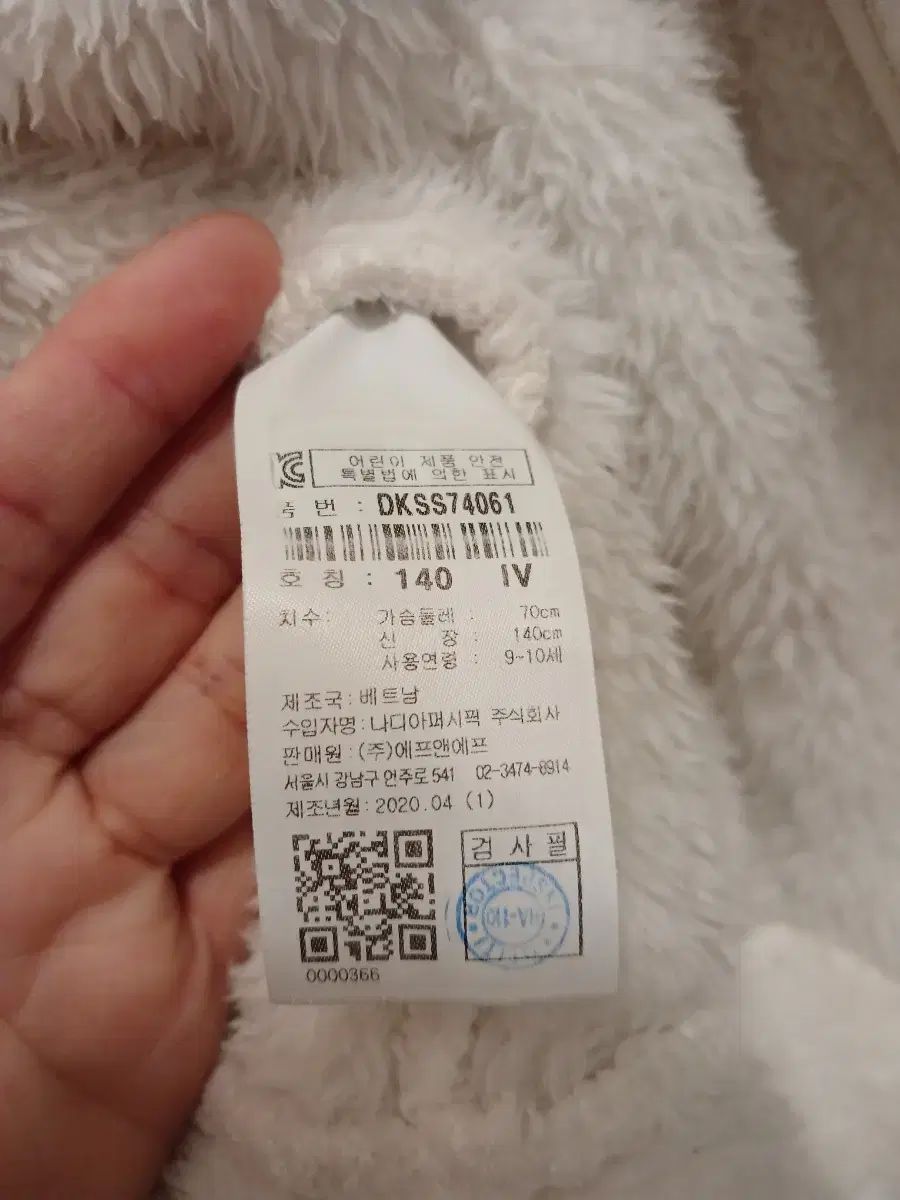 어린이 제품 안전
특별법에 의한 표시
품 번 : DKSS74061
호 칭 : 140 IV
치수: 가슴둘레 : 70cm
신 장 : 140cm
사용연령 : 9~10세
제조국 : 베트남
수입자명 : 나디아퍼시픽 주식회사
판매원 : (주)에프앤에프
서울시 강남구 언주로 541 02-3474-8914
제조년월 : 2020.04 (1)
검 사 필
0000366